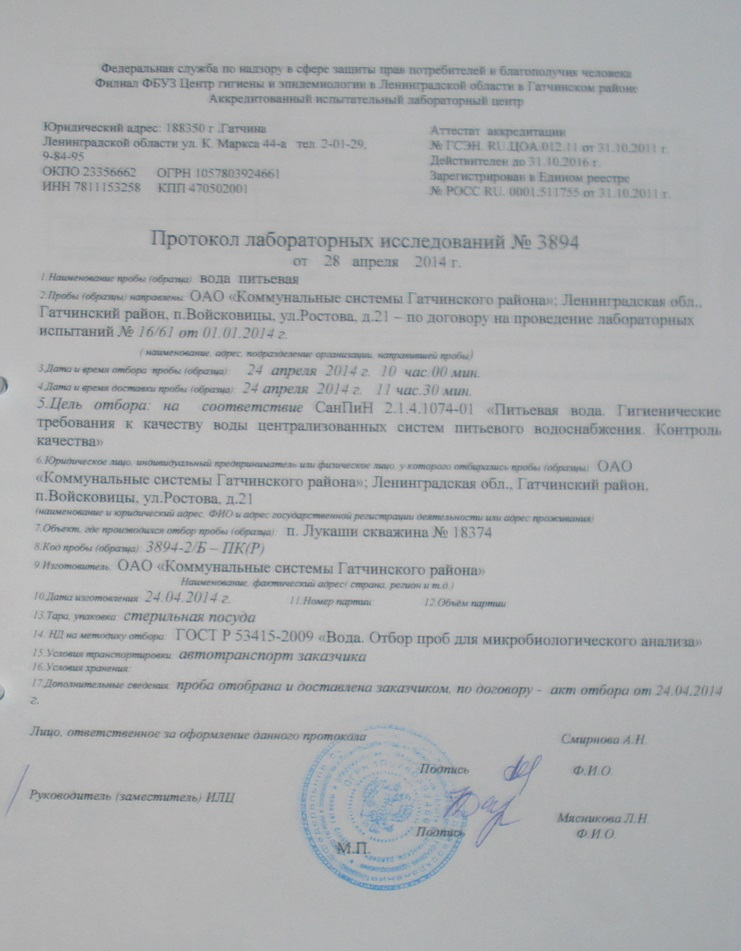 Федеральная служба по надзору в сфере защиты прав потребителей и благополучия человека
Филиал ФБУЗ Центр гигиены и эпидемиологии в Ленинградской области в Гатчинском районе
Аккредитованный испытательный лабораторный центр
Юридический адрес: 188350 г .Гатчина
Ленинградской области ул. К. Маркса 44-а тел. 2-01-29,
9-84-95
ОКПО 23356662 ОГРН 1057803924661
ИНН 7811153258 КПП 470502001
Аттестат аккредитации
№ ГСЭН. RU.ЦОА.012.11 от 31.10.2011 г.
Действителен до 31.10.2016 г.
Зарегистрирован в Едином реестре
№ РОСС RU. 0001.511755 от 31.10.2011 г.
Протокол лабораторных исследований № 3894
от 28 апреля 2014 г.
1.Наименование пробы (образца): вода питьевая
2.Пробы (образцы) направлены: ОАО «Коммунальные системы Гатчинского района»; Ленинградская обл.,
Гатчинский район, п.Войсковицы, ул.Ростова, д.21 – по договору на проведение лабораторных
испытаний № 16/61 от 01.01.2014 г.
( наименование, адрес, подразделение организации, направившей пробы)
3.Дата и время отбора пробы (образца): 24 апреля 2014 г. 10 час.00 мин.
4.Дата и время доставки пробы (образца): 24 апреля 2014 г. 11 час.30 мин.
5.Цель отбора: на соответствие СанПиН 2.1.4.1074-01 «Питьевая вода. Гигиенические
требования к качеству воды централизованных систем питьевого водоснабжения. Контроль
качества»
6.Юридическое лицо, индивидуальный предприниматель или физическое лицо, у которого отбирались пробы (образцы): ОАО
«Коммунальные системы Гатчинского района»; Ленинградская обл., Гатчинский район,
п.Войсковицы, ул.Ростова, д.21
(наименование и юридический адрес, ФИО и адрес государственной регистрации деятельности или адрес проживания)
7.Объект, где производился отбор пробы (образца): п. Лукаши скважина № 18374
8.Код пробы (образца): 3894-2/Б – ПК(Р)
9.Изготовитель: ОАО «Коммунальные системы Гатчинского района»
Наименование, фактический адрес( страна, регион и т.д.)
10.Дата изготовления: 24.04.2014 г. 11.Номер партии 12.Объём партии
13.Тара, упаковка: стерильная посуда
14. НД на методику отбора: ГОСТ Р 53415-2009 «Вода. Отбор проб для микробиологического анализа»
15.Условия транспортировки: автотранспорт заказчика
16.Условия хранения:
17.Дополнительные сведения: проба отобрана и доставлена заказчиком, по договору - акт отбора от 24.04.2014
г.
Лицо, ответственное за оформление данного протокола Смирнова А.Н.
Подпись Ф.И.О.
Руководитель (заместитель) ИЛЦ Мясникова Л.Н
Подпись Ф.И.О.
М.П.